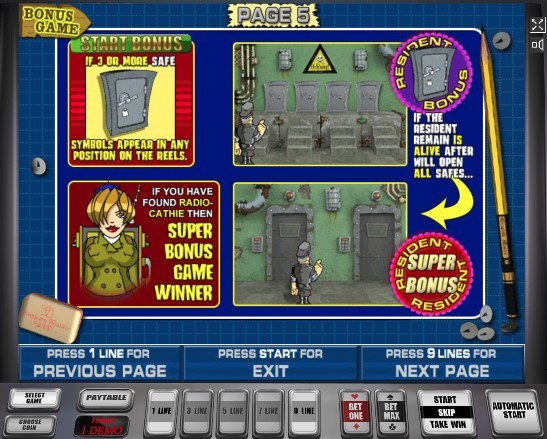 BONUS
GAME
PAGE 5
START BONUS
IF 3 OR MORE SAFE
SYMBOLS APPEAR IN ANY
POSITION ON THE REELS.
RESIDENT
BONUS
IF THE
RESIDENT
REMAIN IS
ALIVE AFTER
WILL OPEN
ALL SAFES...
IF YOU HAVE
FOUND RADIO-
CATHIE THEN
SUPER
BONUS
GAME
WINNER
RESIDENT
SUPER
BONUS
RESIDENT
PRESS 1 LINE FOR
PREVIOUS PAGE
PRESS START FOR
EXIT
PRESS 9 LINES FOR
NEXT PAGE
SELECT
GAME
CHOOSE
COIN
PAYTABLE
1 DEMO
1 LINE
3 LINE
5 LINE
7 LINE
9 LINE
BET
ONE
BET
MAX
START
SKIP
TAKE WIN
AUTOMATIC
START